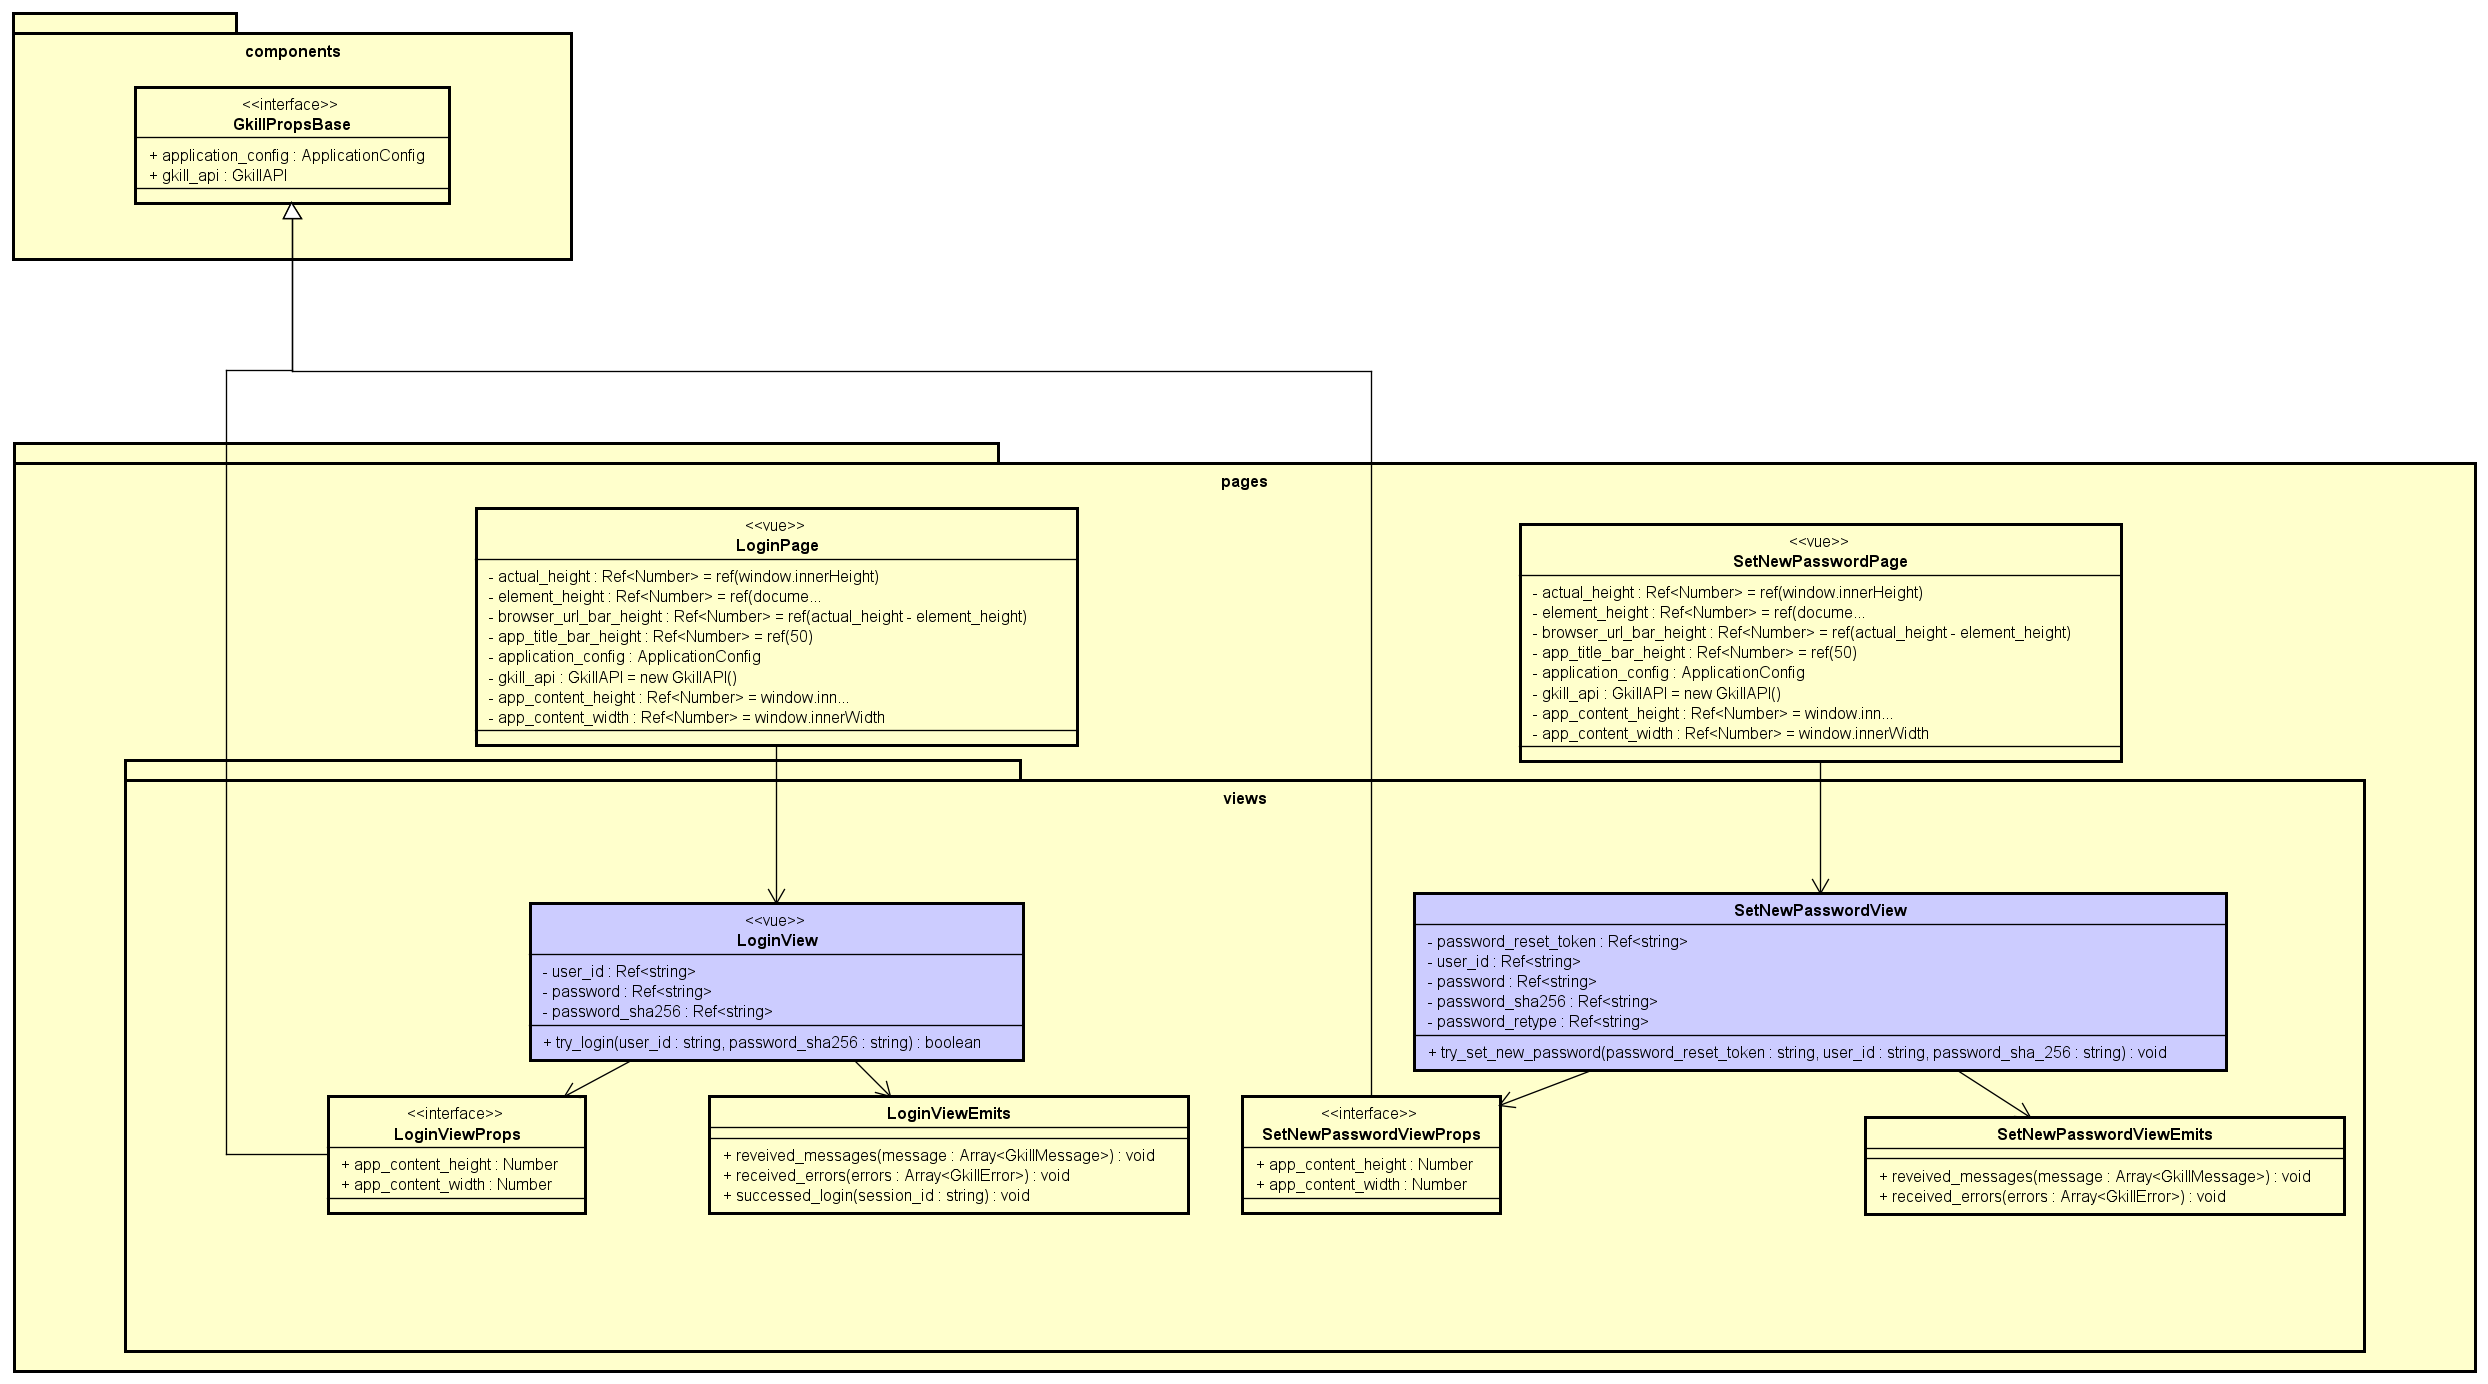 components
<<interface>>
GkillPropsBase
+ application_config : ApplicationConfig
+ gkill_api : GkillAPI
pages
<<vue>>
LoginPage
- actual_height : Ref<Number> = ref(window.innerHeight)
- element_height : Ref<Number> = ref(docume...
- browser_url_bar_height : Ref<Number> = ref(actual_height - element_height)
- app_title_bar_height : Ref<Number> = ref(50)
- application_config : ApplicationConfig
- gkill_api : GkillAPI = new GkillAPI()
- app_content_height : Ref<Number> = window.inn...
- app_content_width : Ref<Number> = window.innerWidth
<<vue>>
SetNewPasswordPage
- actual_height : Ref<Number> = ref(window.innerHeight)
- element_height : Ref<Number> = ref(docume...
- browser_url_bar_height : Ref<Number> = ref(actual_height - element_height)
- app_title_bar_height : Ref<Number> = ref(50)
- application_config : ApplicationConfig
- gkill_api : GkillAPI = new GkillAPI()
- app_content_height : Ref<Number> = window.inn...
- app_content_width : Ref<Number> = window.innerWidth
views
<<vue>>
LoginView
- user_id : Ref<string>
- password : Ref<string>
- password_sha256 : Ref<string>
+ try_login(user_id : string, password_sha256 : string) : boolean
SetNewPasswordView
- password_reset_token : Ref<string>
- user_id : Ref<string>
- password : Ref<string>
- password_sha256 : Ref<string>
- password_retype : Ref<string>
+ try_set_new_password(password_reset_token : string, user_id : string, password_sha_256 : string) : void
<<interface>>
LoginViewProps
+ app_content_height : Number
+ app_content_width : Number
LoginViewEmits
+ reveived_messages(message : Array<GkillMessage>) : void
+ received_errors(errors : Array<GkillError>) : void
+ successed_login(session_id : string) : void
<<interface>>
SetNewPasswordViewProps
+ app_content_height : Number
+ app_content_width : Number
SetNewPasswordViewEmits
+ reveived_messages(message : Array<GkillMessage>) : void
+ received_errors(errors : Array<GkillError>) : void